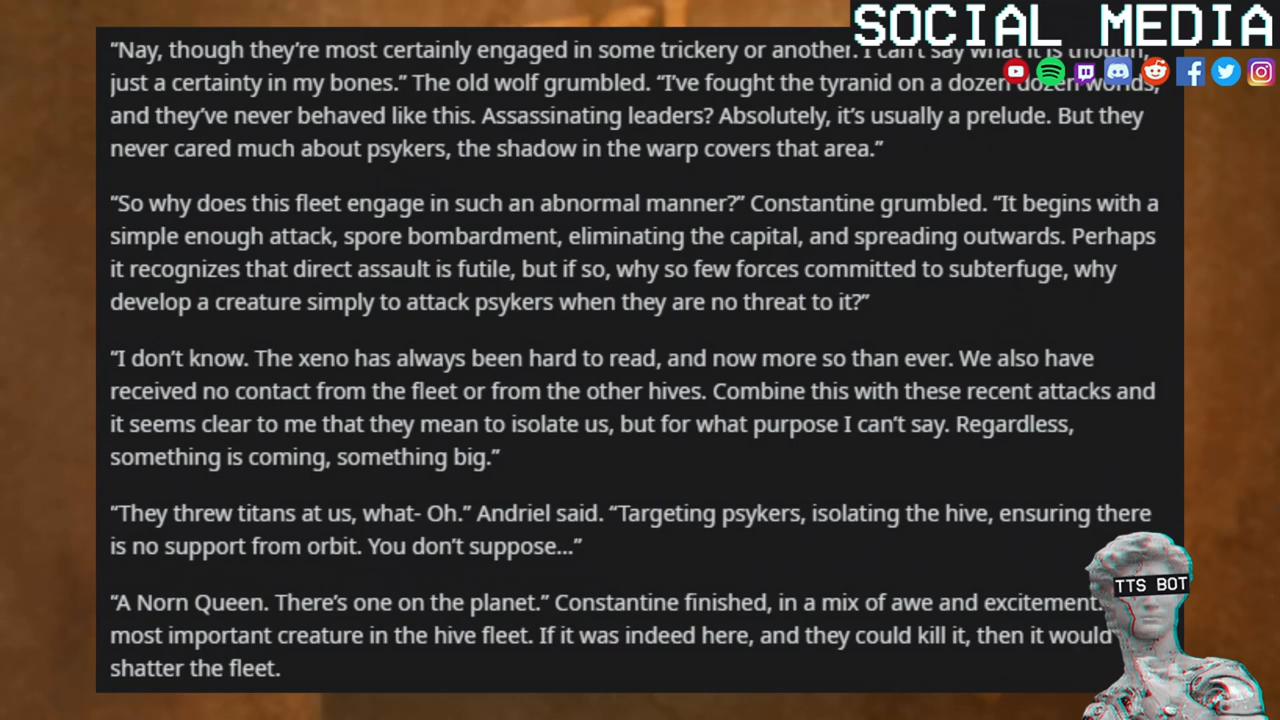 SOCIAL MEDIA
“Nay, though they’re most certainly engaged in some trickery or another. I can’t say what it is though,
just a certainty in my bones.” The old wolf grumbled. “I’ve fought the tyranid on a dozen dozen worlds,
and they’ve never behaved like this. Assassinating leaders? Absolutely, it’s usually a prelude. But they
never cared much about psykers, the shadow in the warp covers that area.”
“So why does this fleet engage in such an abnormal manner?” Constantine grumbled. “It begins with a
simple enough attack, spore bombardment, eliminating the capital, and spreading outwards. Perhaps
it recognizes that direct assault is futile, but if so, why so few forces committed to subterfuge, why
develop a creature simply to attack psykers when they are no threat to it?”
“I don’t know. The xeno has always been hard to read, and now more so than ever. We also have
received no contact from the fleet or from the other hives. Combine this with these recent attacks and
it seems clear to me that they mean to isolate us, but for what purpose I can’t say. Regardless,
something is coming, something big.”
“They threw titans at us, what- Oh.” Andriel said. “Targeting psykers, isolating the hive, ensuring there
is no support from orbit. You don’t suppose...”
“A Norn Queen. There’s one on the planet.” Constantine finished, in a mix of awe and excitement.
most important creature in the hive fleet. If it was indeed here, and they could kill it, then it would
shatter the fleet.
TTS BOT